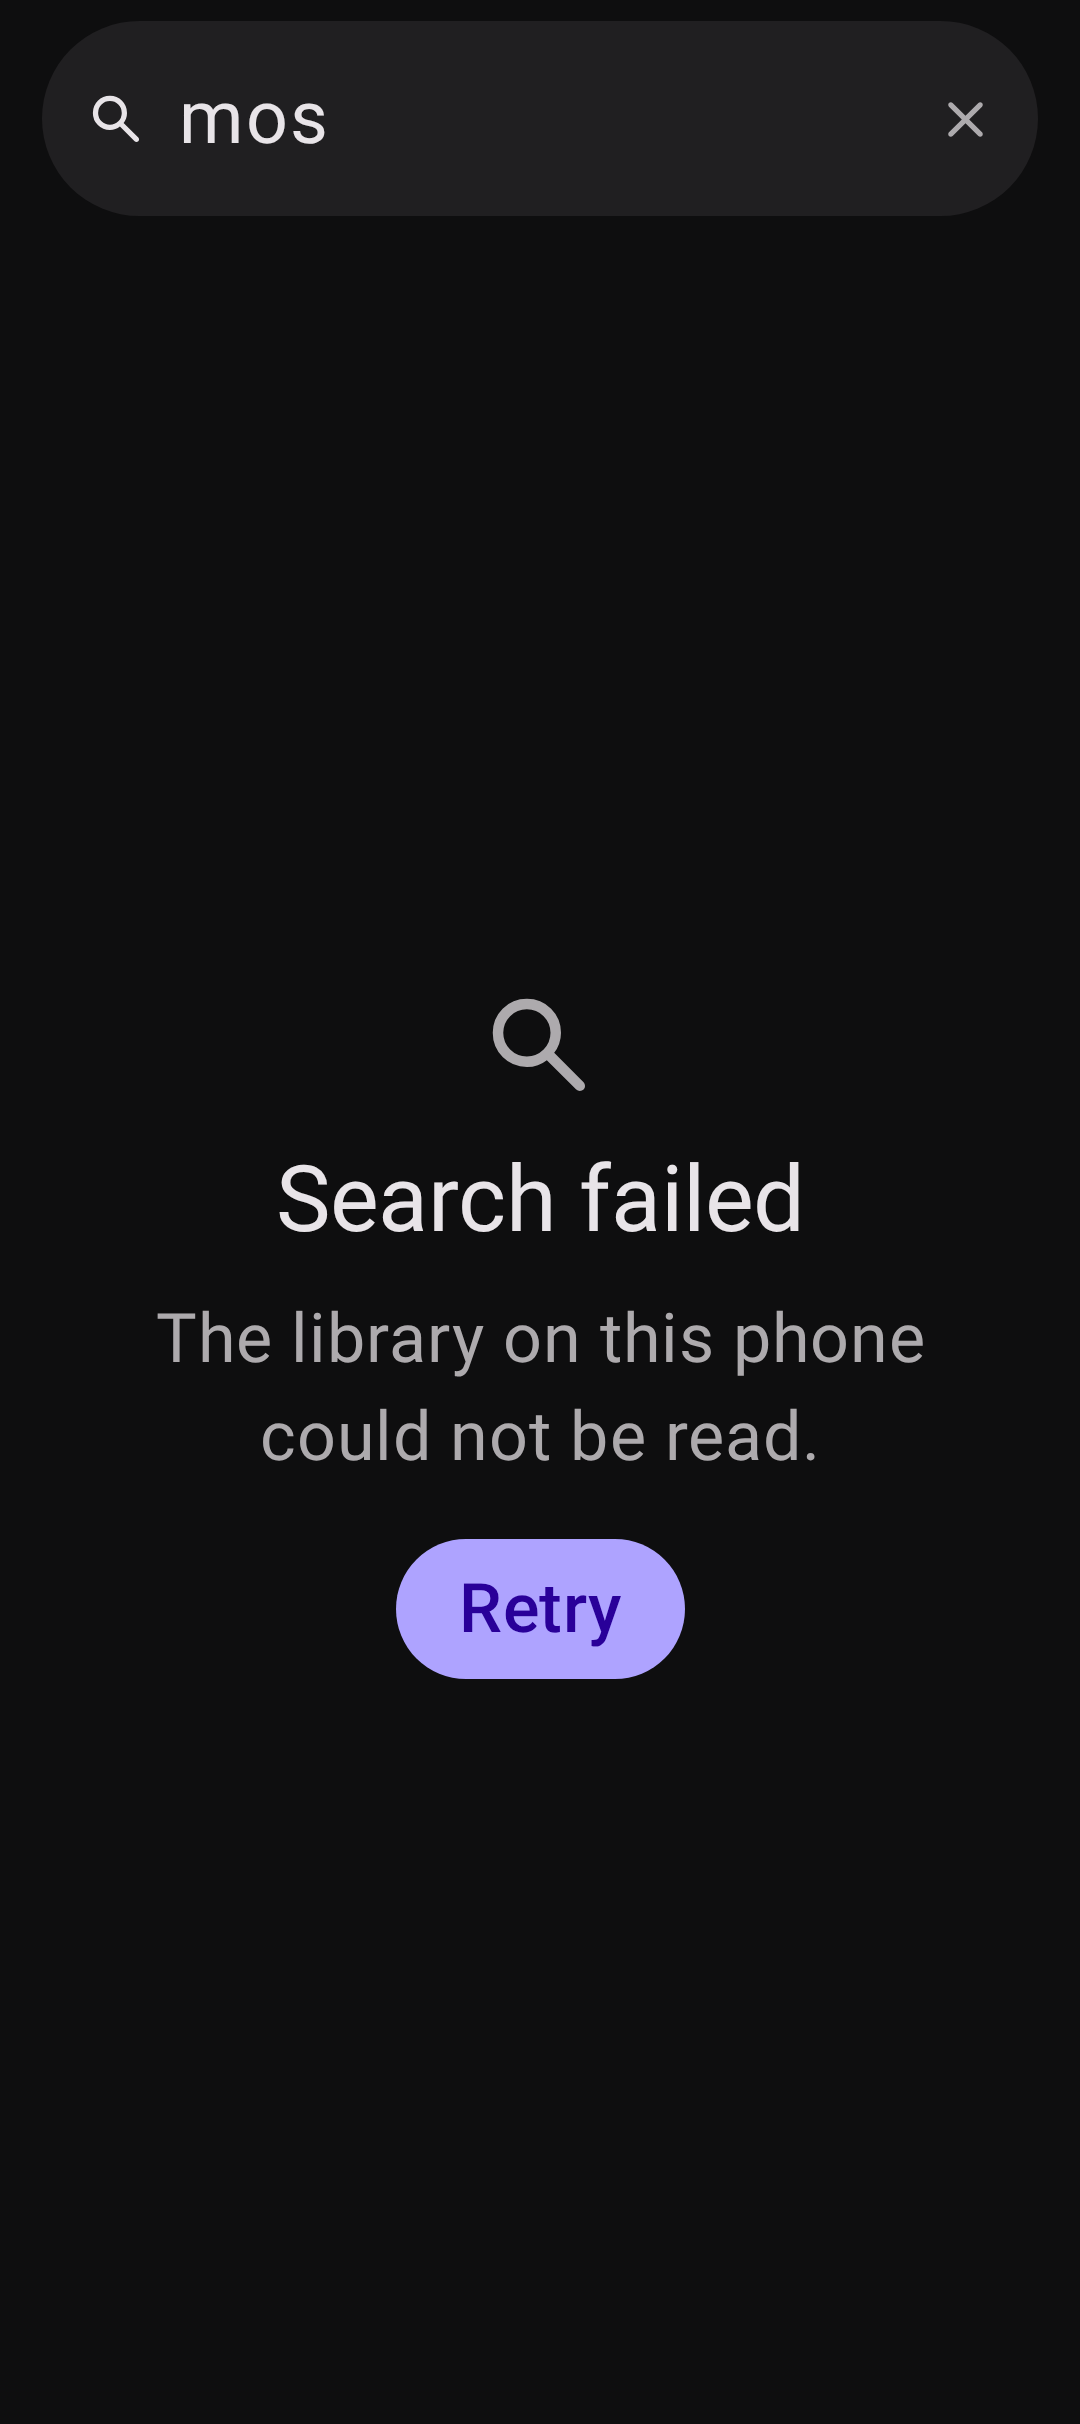 mos
Search failed
The library on this phone
could not be read.
Retry